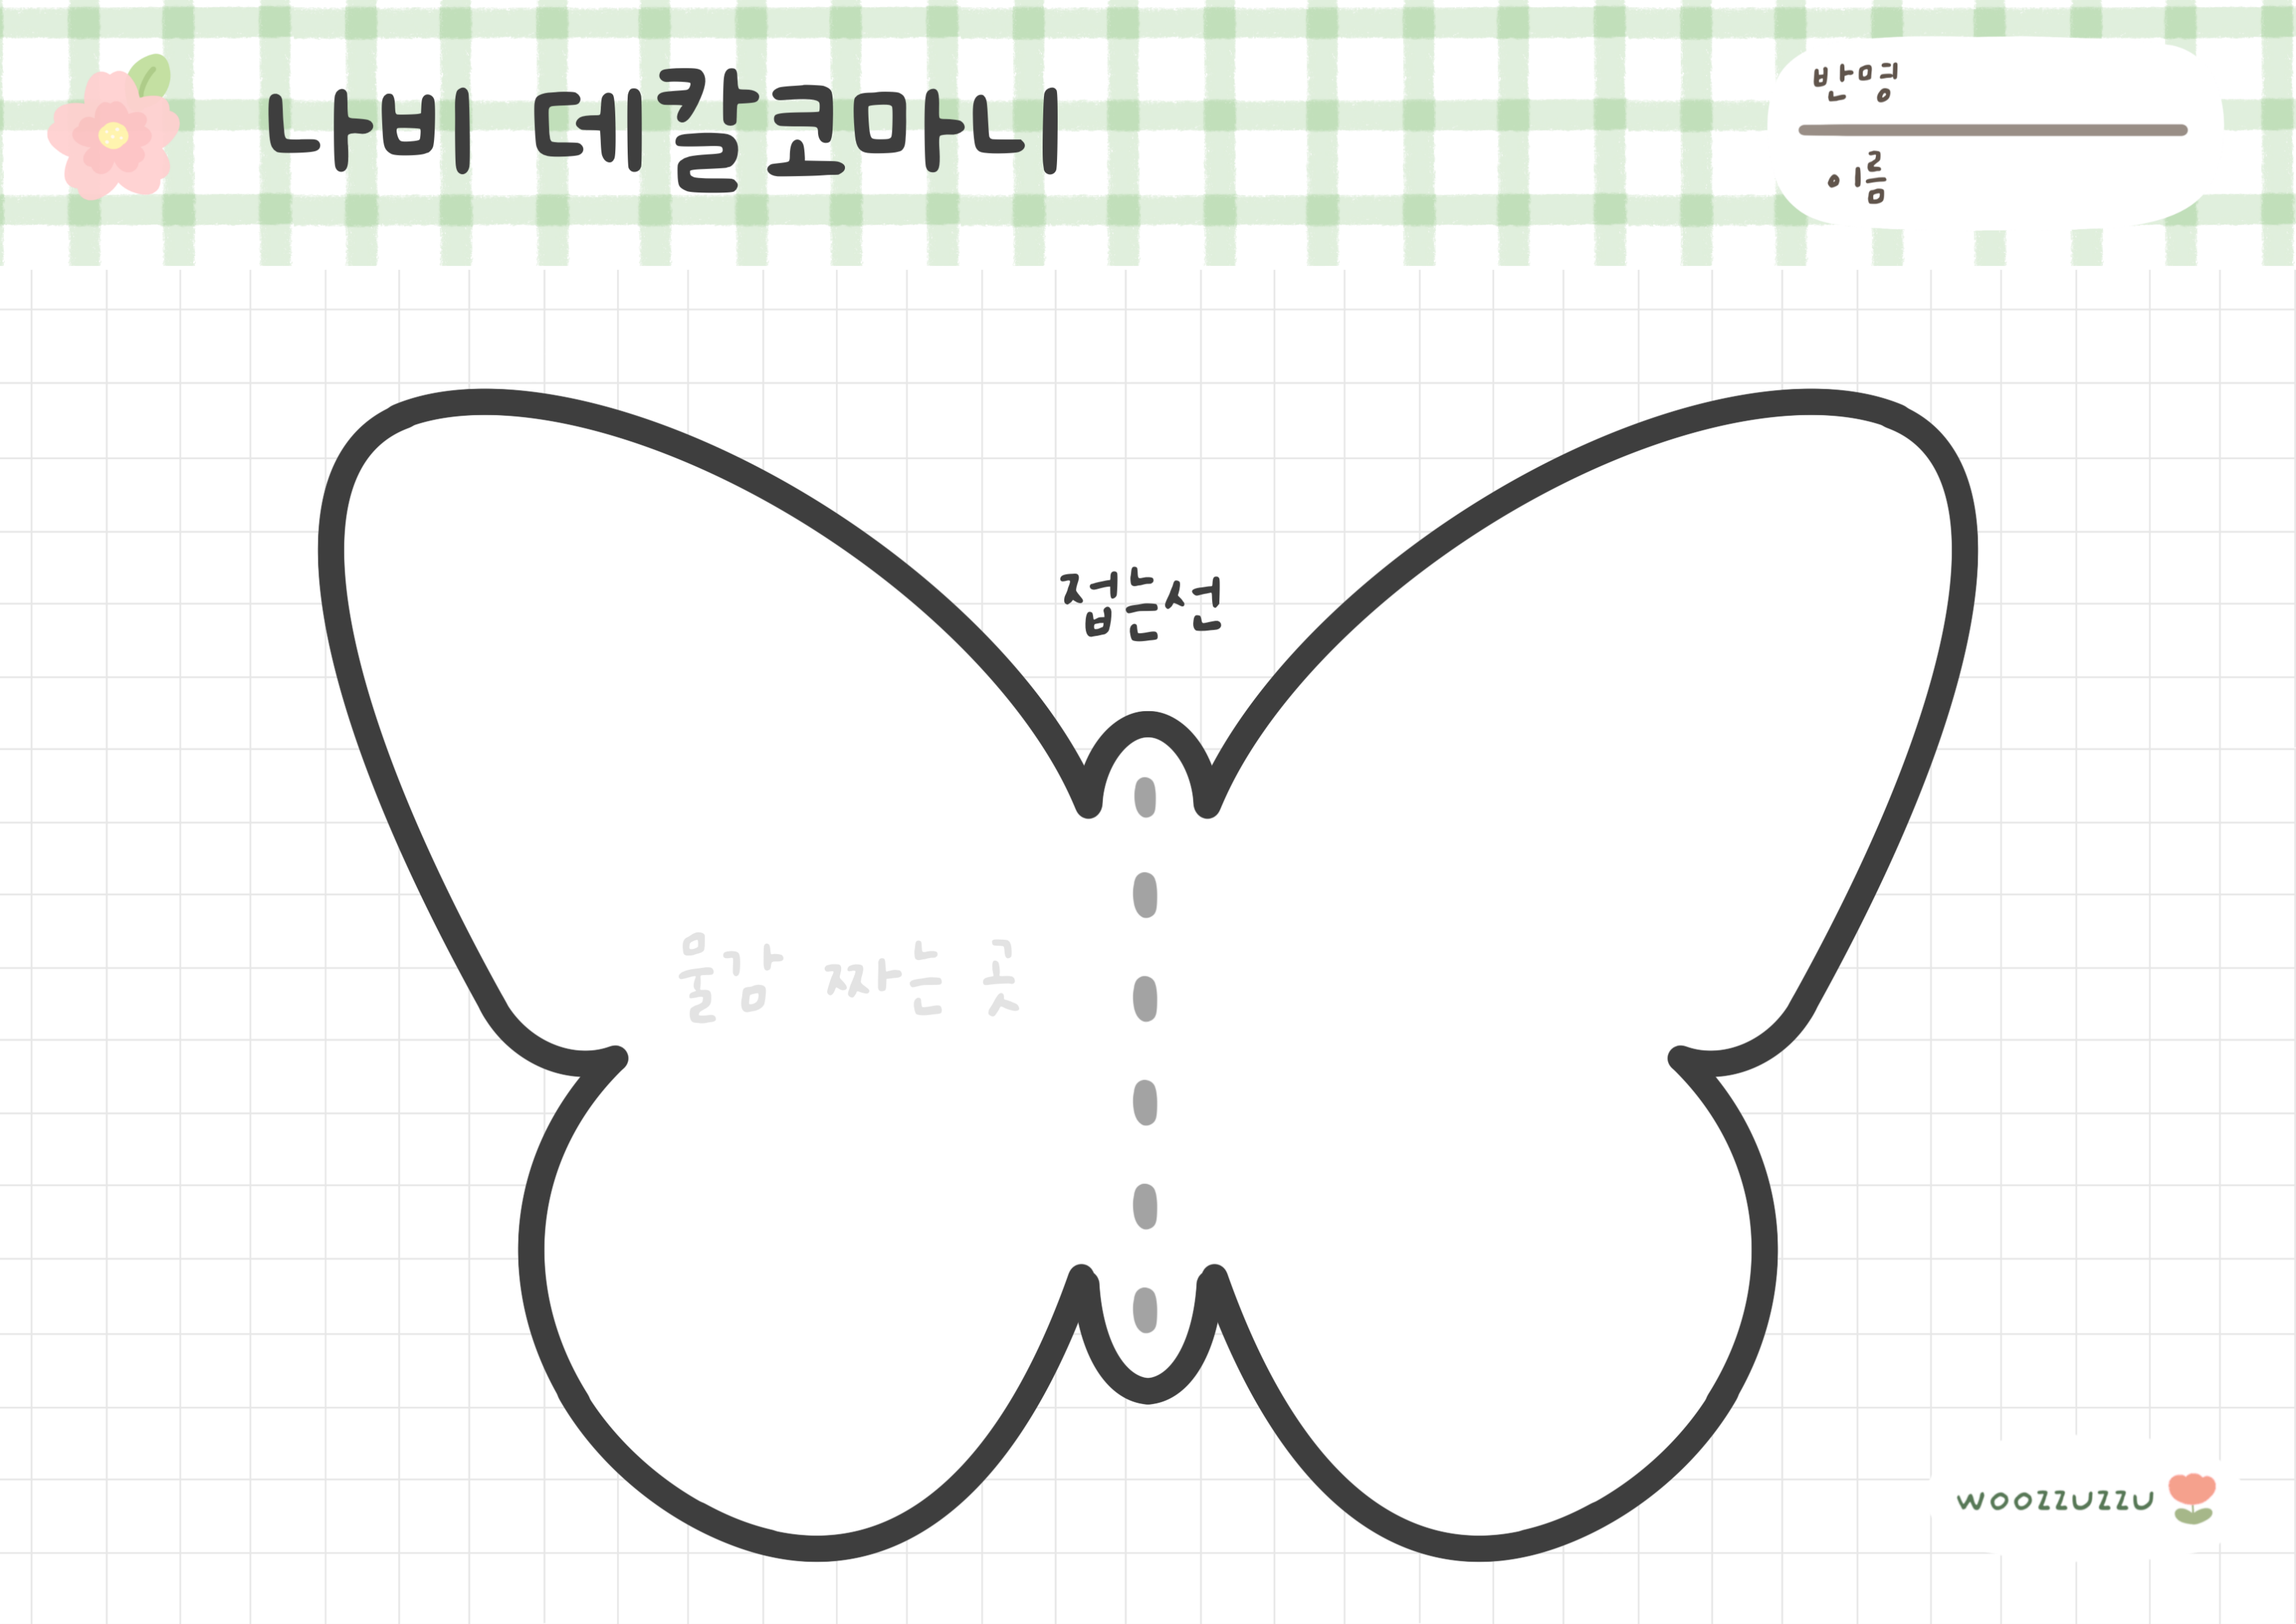 나비 데칼코마니
반명
이름
접는선
물감 짜는 곳
woozzuzzu